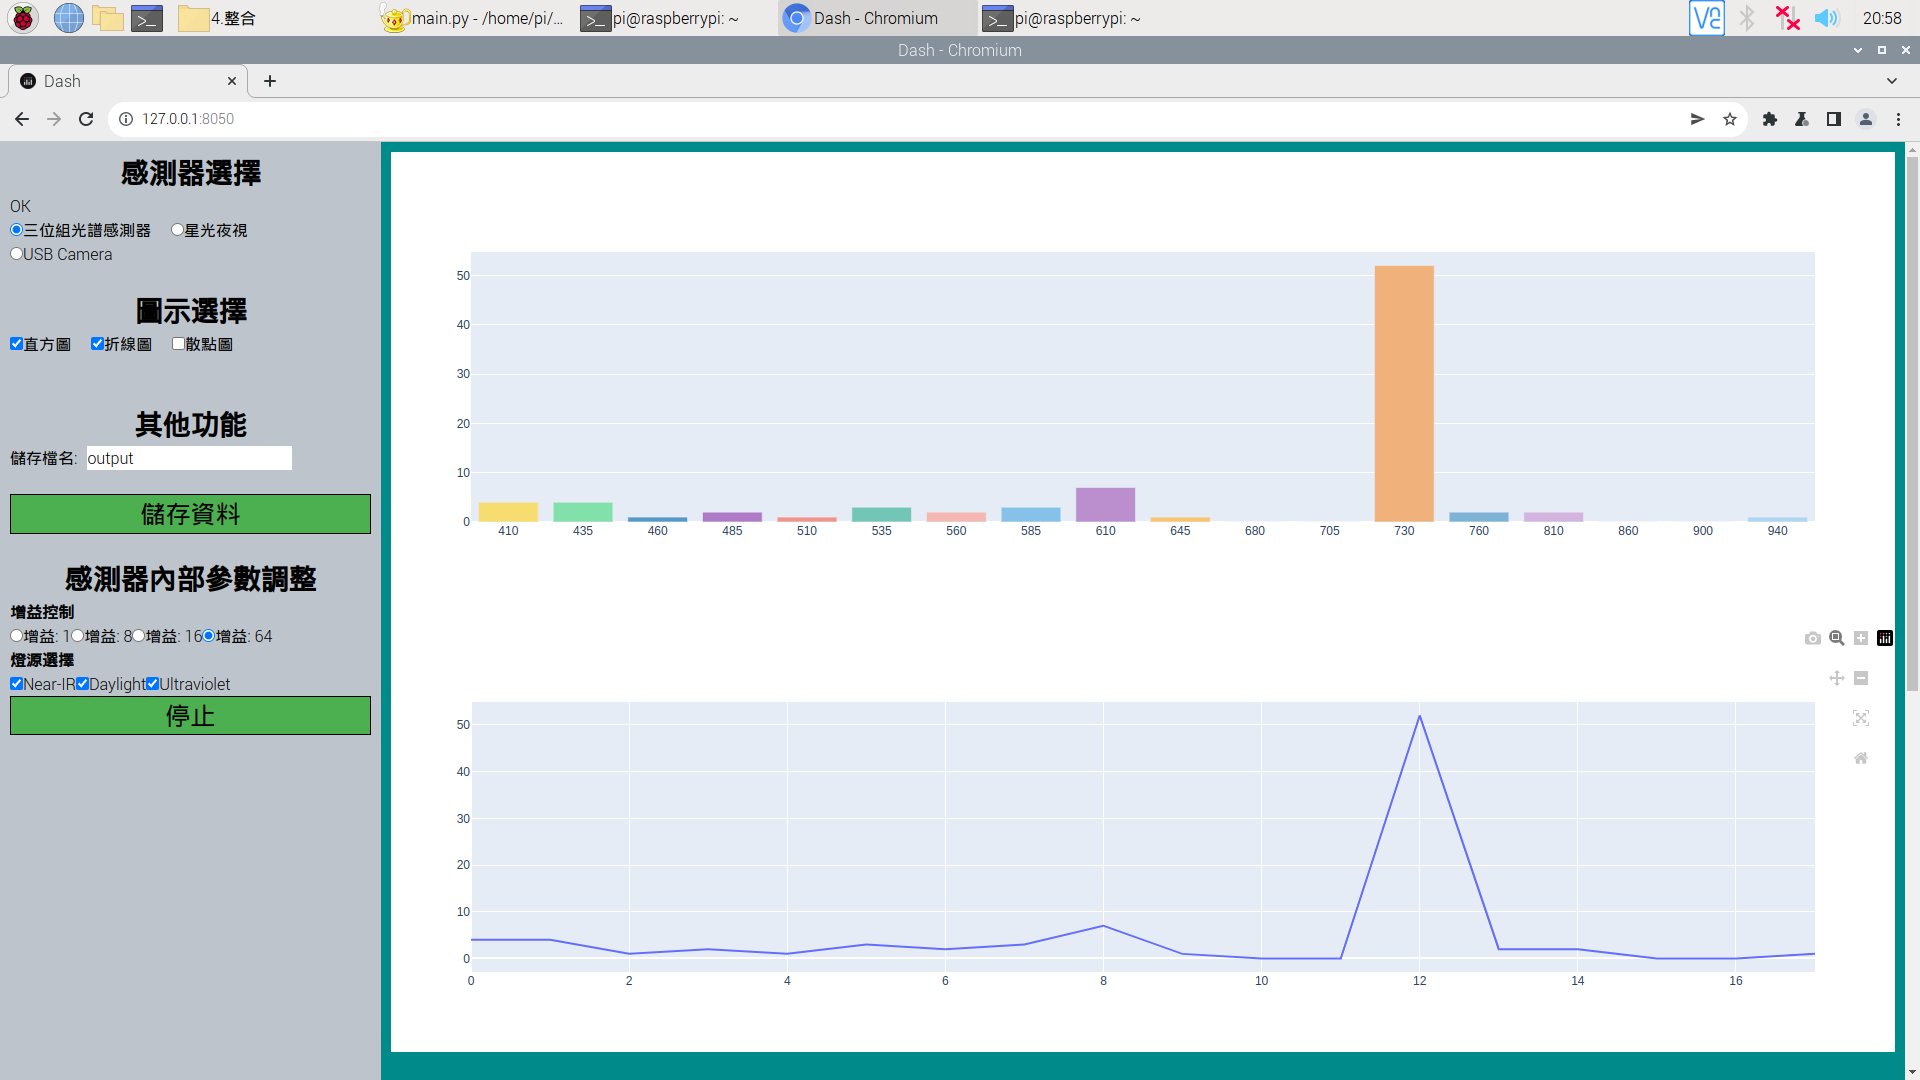 4.整合
main.py - /home/pi/...
pi@raspberrypi: ~
Dash - Chromium
pi@raspberrypi: ~
20:58
Dash - Chromium
Dash
127.0.0.1:8050
感測器選擇
OK
三位組光譜感測器 星光夜視
USB Camera
圖示選擇
直方圖 折線圖 散點圖
其他功能
儲存檔名: output
儲存資料
感測器內部參數調整
增益控制
增益: 1增益: 8增益: 16增益: 64
燈源選擇
Near-IRDaylightUltraviolet
停止
50
40
30
20
10
0
410 435 460 485 510 535 560 585 610 645 680 705 730 760 810 860 900 940
50
40
30
20
10
0
0 2 4 6 8 10 12 14 16